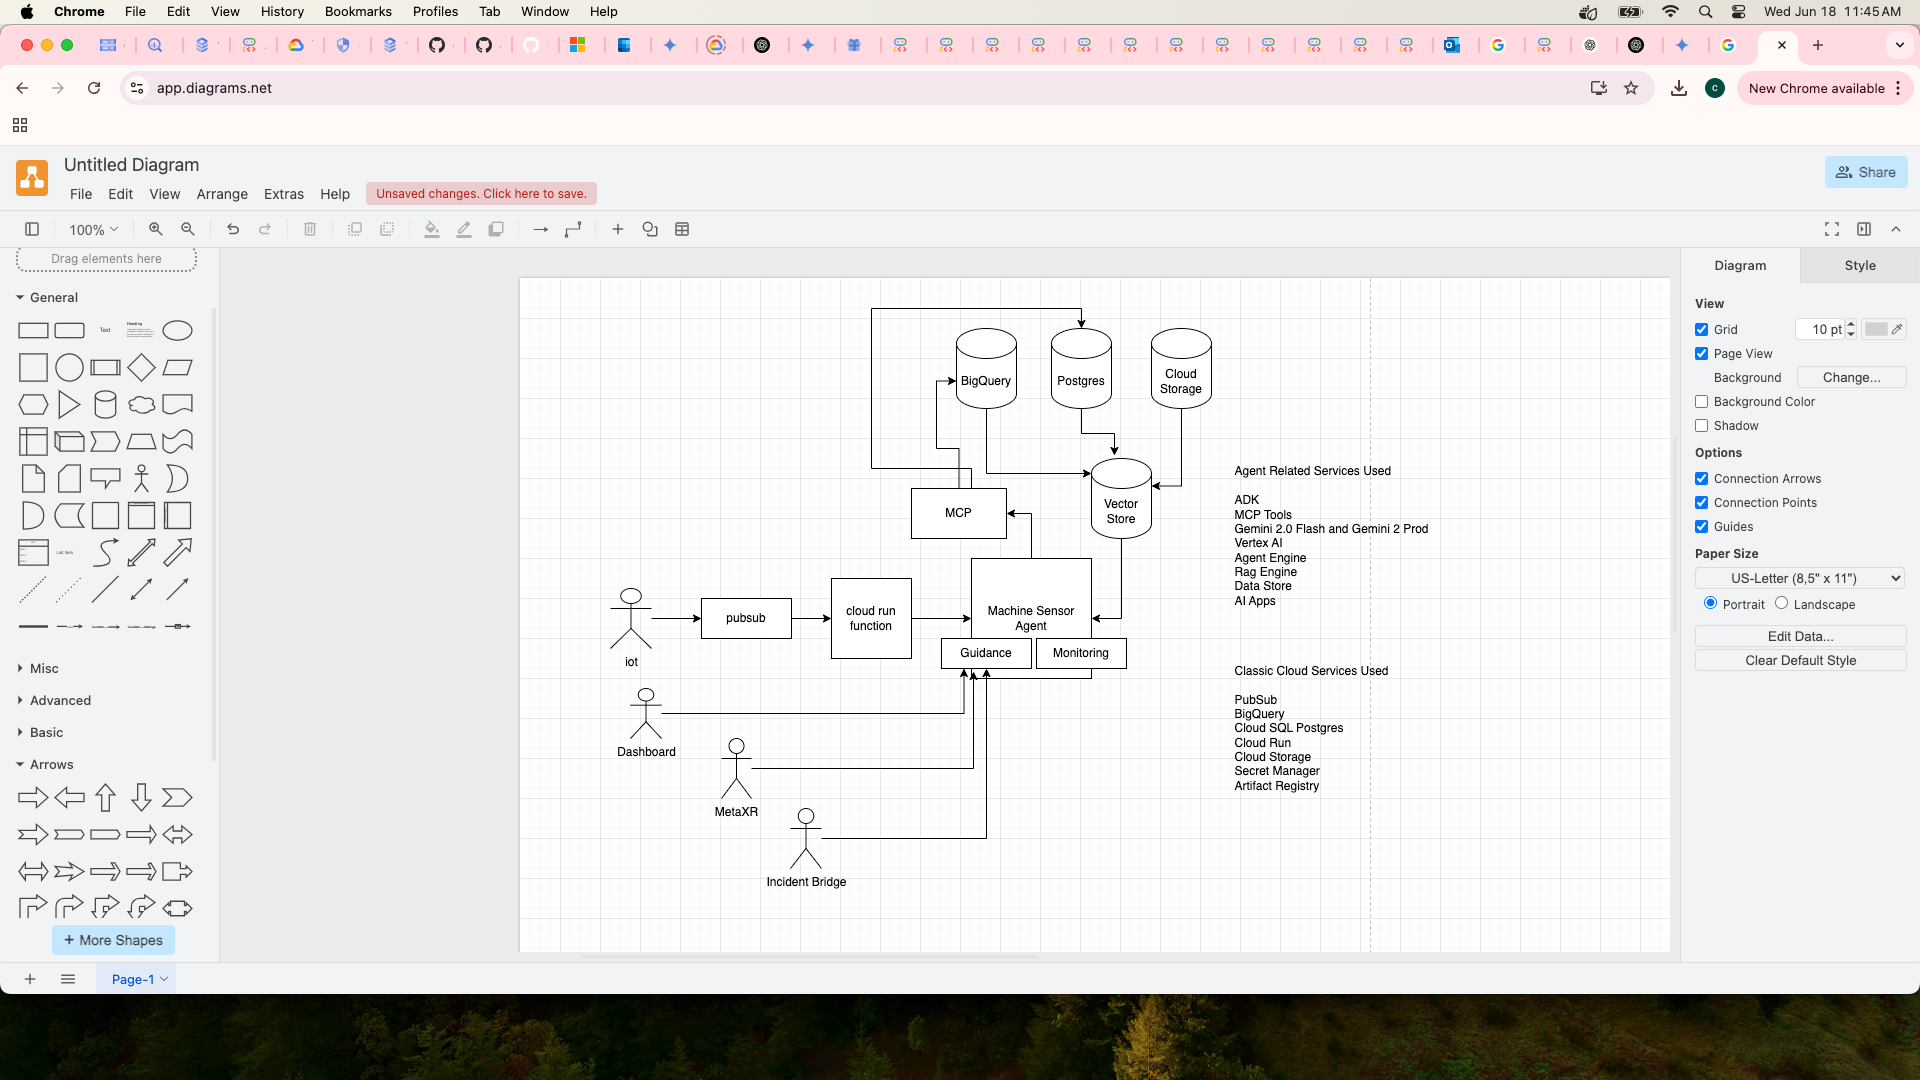 Chrome File Edit View History Bookmarks Profiles Tab Window Help Wed Jun 18 11:45 AM
app.diagrams.net
C
New Chrome available
Untitled Diagram
File Edit View Arrange Extras Help
Unsaved changes. Click here to save.
Share
100%
Drag elements here
General
Text
Heading
List Item
Misc
Advanced
Basic
Arrows
+ More Shapes
BigQuery
Postgres
Cloud
Storage
MCP
Vector
Store
iot
pubsub
cloud run
function
Machine Sensor
Agent
Guidance
Monitoring
Dashboard
MetaXR
Incident Bridge
Agent Related Services Used
ADK
MCP Tools
Gemini 2.0 Flash and Gemini 2 Prod
Vertex AI
Agent Engine
Rag Engine
Data Store
AI Apps
Classic Cloud Services Used
PubSub
BigQuery
Cloud SQL Postgres
Cloud Run
Cloud Storage
Secret Manager
Artifact Registry
Diagram Style
View
Grid 10 pt
Page View
Background Change...
Background Color
Shadow
Options
Connection Arrows
Connection Points
Guides
Paper Size
US-Letter (8,5" x 11")
Portrait Landscape
Edit Data...
Clear Default Style
Page-1